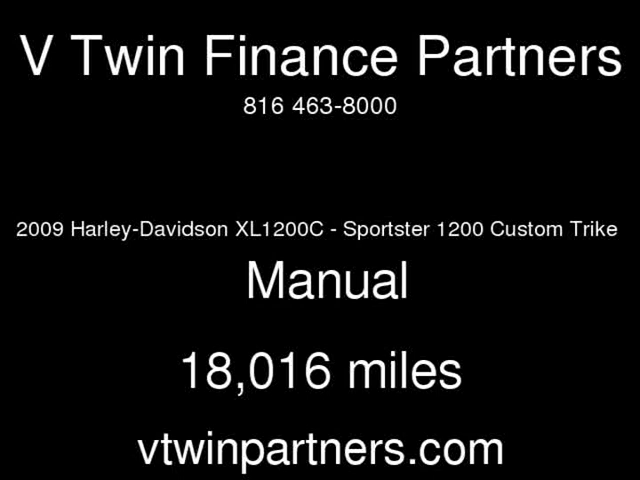 V Twin Finance Partners
816 463-8000
2009 Harley-Davidson XL1200C - Sportster 1200 Custom Trike
Manual
18,016 miles
vtwinpartners.com